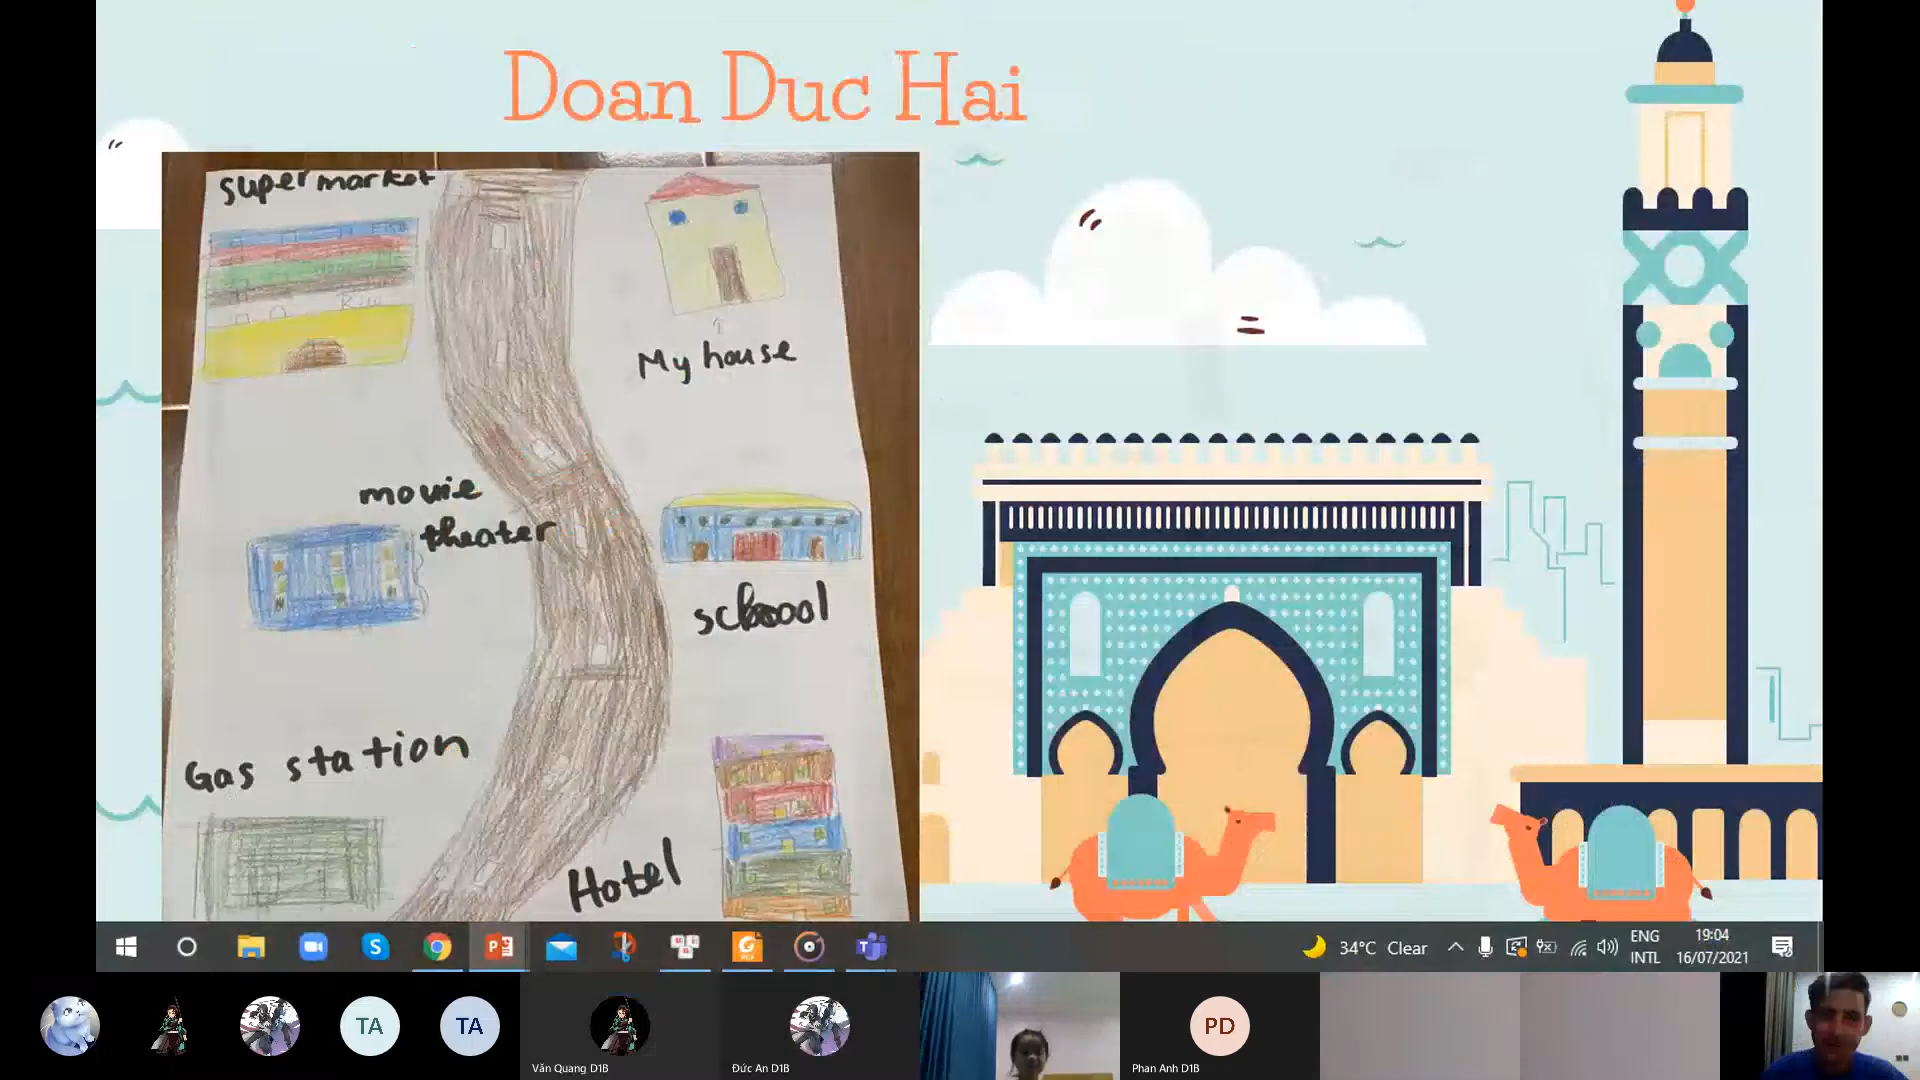 Doan Duc Hai
supermarket
My house
movie
theater
school
Gas station
Hotel
34°C Clear
ENG
INTL
19:04
16/07/2021
TA
TA
PD
Văn Quang D1B
Đức An D1B
Phan Anh D1B